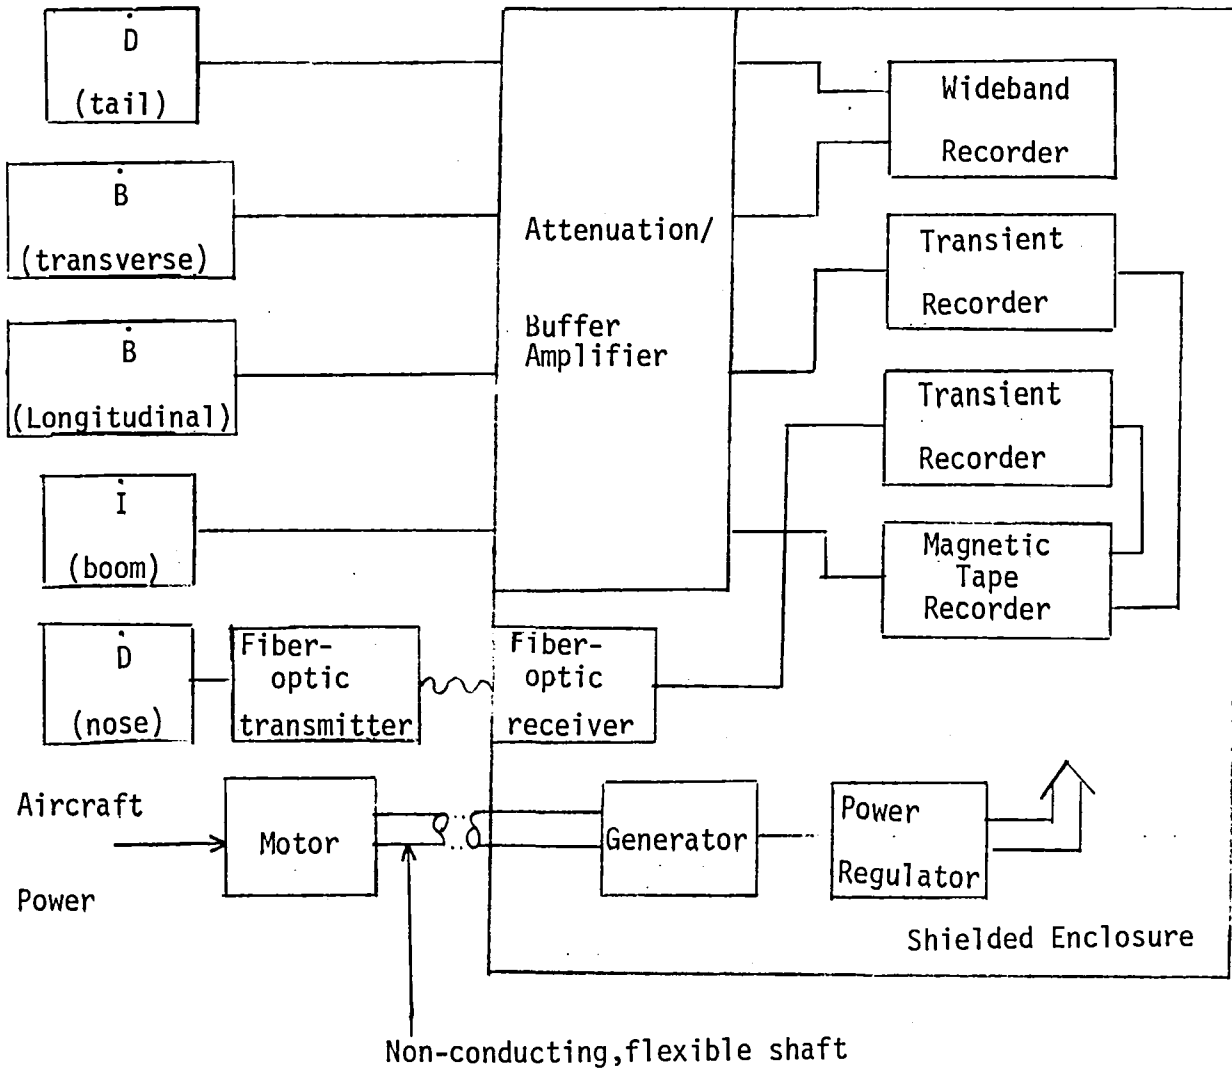 Ḋ
(tail)
Ḃ
(transverse)
Ḃ
(Longitudinal)
İ
(boom)
Ḋ
(nose)
Fiber-
optic
transmitter
Fiber-
optic
receiver
Attenuation/
Buffer
Amplifier
Wideband
Recorder
Transient
Recorder
Transient
Recorder
Magnetic
Tape
Recorder
Aircraft
Power
Motor
Generator
Power
Regulator
Shielded Enclosure
Non-conducting,flexible shaft